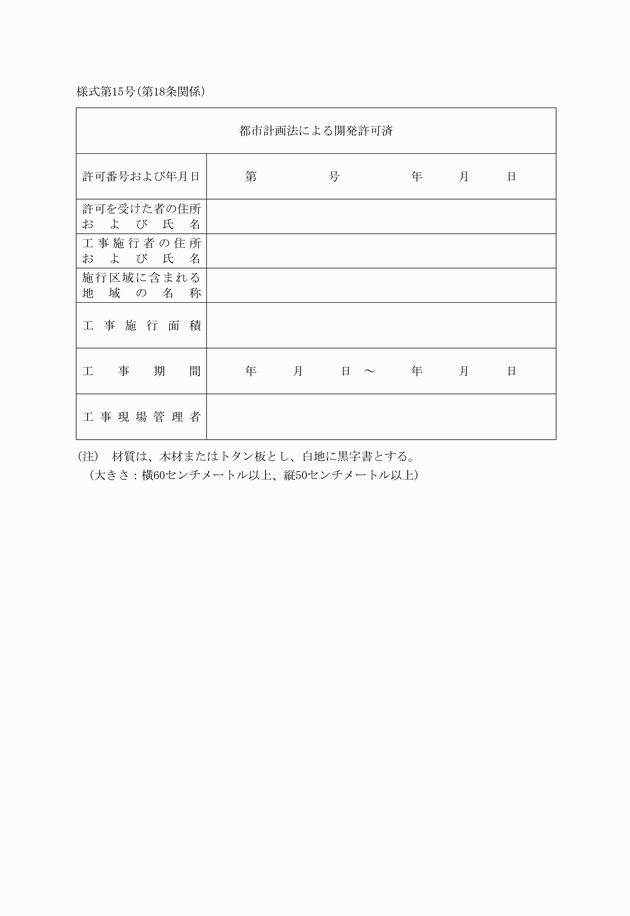 様式第15号(第18条関係)
都市計画法による開発許可済
許可番号および年月日 第 号 年 月 日
許可を受けた者の住所
および氏名
工事施行者の住所
および氏名
施行区域に含まれる
地域の名称
工事施行面積
工事期間 年 月 日 ～ 年 月 日
工事現場管理者
(注) 材質は、木材またはトタン板とし、白地に黒字書とする。
(大きさ：横60センチメートル以上、縦50センチメートル以上)